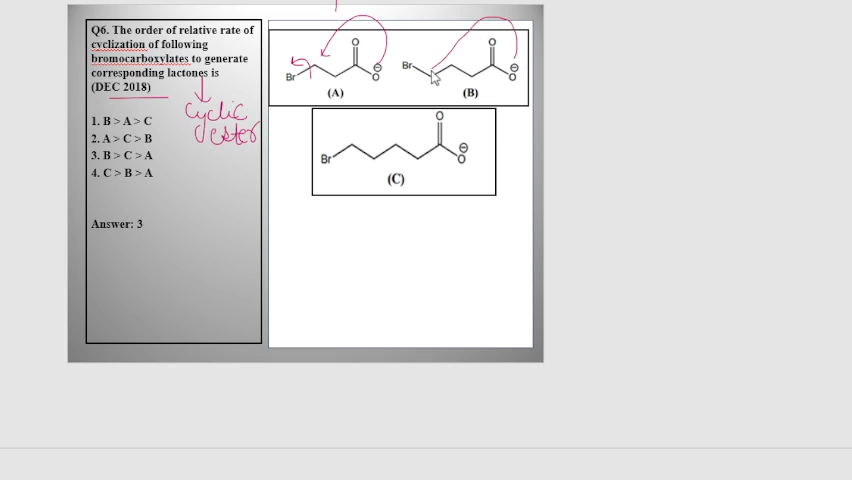 Q6. The order of relative rate of
cyclization of following
bromocarboxylates to generate
corresponding lactones is
(DEC 2018)
cyclic
ester
1. B > A > C
2. A > C > B
3. B > C > A
4. C > B > A
Answer: 3
O
Br
O
⊖
(A)
O
Br
O
⊖
(B)
O
Br
O
⊖
(C)